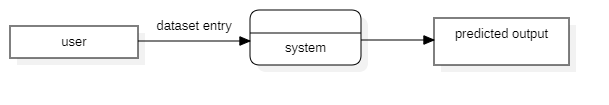 user
dataset entry
system
predicted output